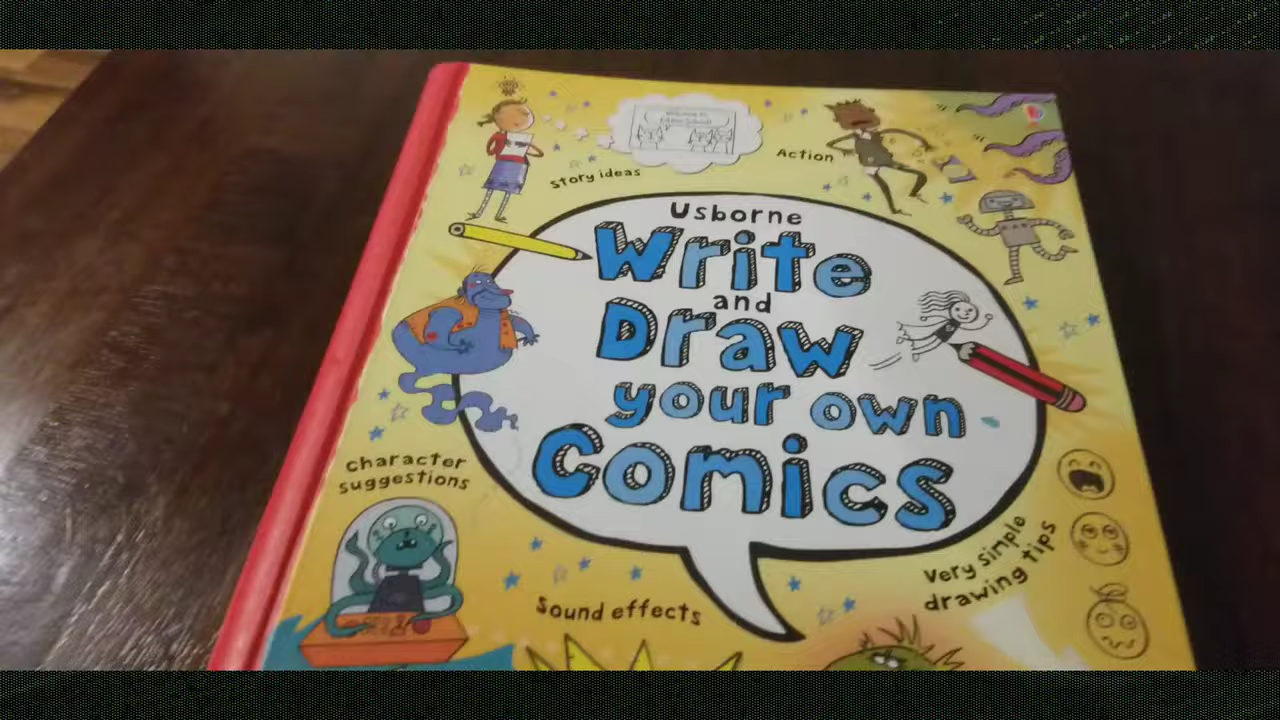 Story ideas
Action
Usborne
Write
and
Draw
your own
Comics
Character
suggestions
Very simple
drawing tips
Sound effects